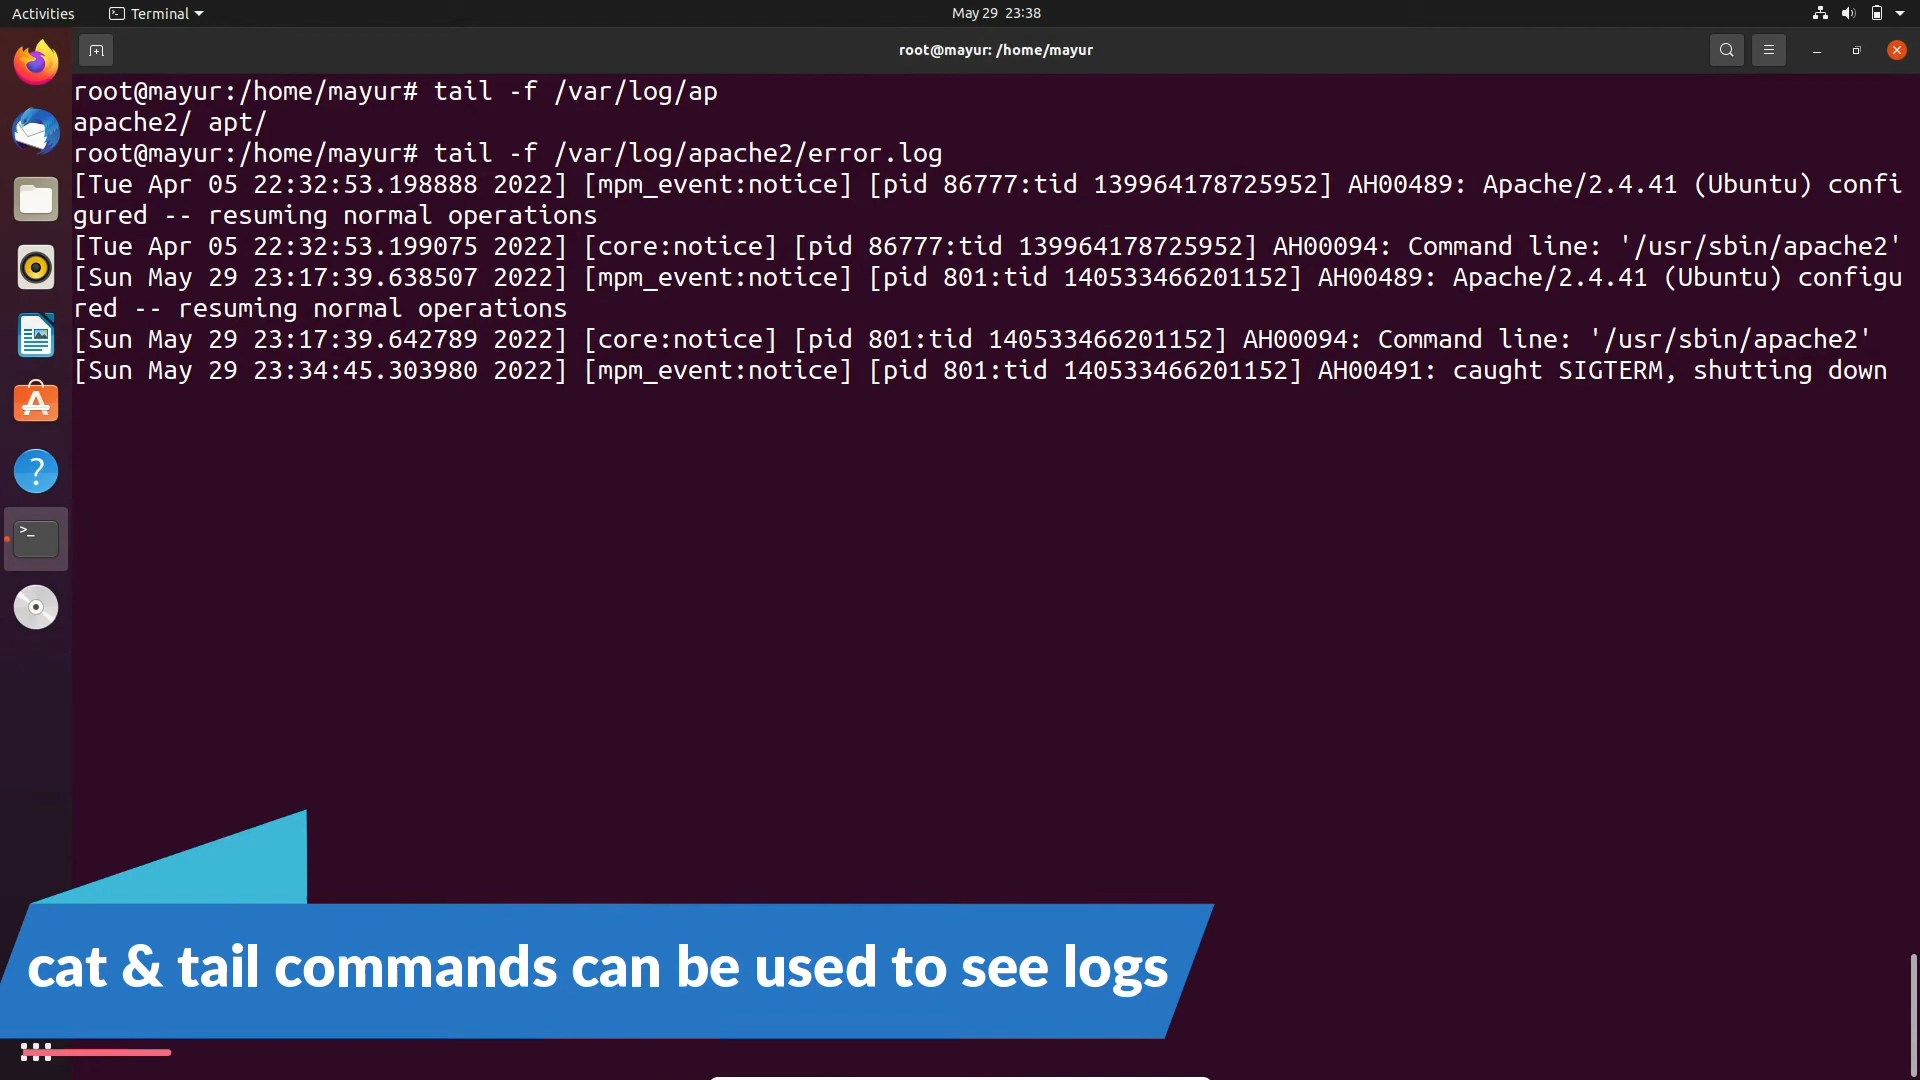 Activities Terminal May 29 23:38
root@mayur: /home/mayur
root@mayur:/home/mayur# tail -f /var/log/ap
apache2/ apt/
root@mayur:/home/mayur# tail -f /var/log/apache2/error.log
[Tue Apr 05 22:32:53.198888 2022] [mpm_event:notice] [pid 86777:tid 139964178725952] AH00489: Apache/2.4.41 (Ubuntu) confi
gured -- resuming normal operations
[Tue Apr 05 22:32:53.199075 2022] [core:notice] [pid 86777:tid 139964178725952] AH00094: Command line: '/usr/sbin/apache2'
[Sun May 29 23:17:39.638507 2022] [mpm_event:notice] [pid 801:tid 140533466201152] AH00489: Apache/2.4.41 (Ubuntu) configu
red -- resuming normal operations
[Sun May 29 23:17:39.642789 2022] [core:notice] [pid 801:tid 140533466201152] AH00094: Command line: '/usr/sbin/apache2'
[Sun May 29 23:34:45.303980 2022] [mpm_event:notice] [pid 801:tid 140533466201152] AH00491: caught SIGTERM, shutting down
cat & tail commands can be used to see logs